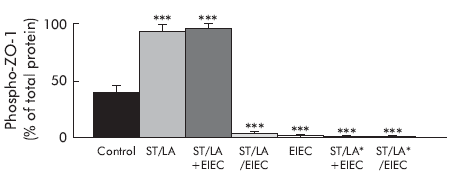 Phospho-ZO-1
(% of total protein)
100
50
0
*** ***
*** *** *** ***
Control ST/LA ST/LA ST/LA EIEC ST/LA* ST/LA*
+EIEC /EIEC +EIEC /EIEC